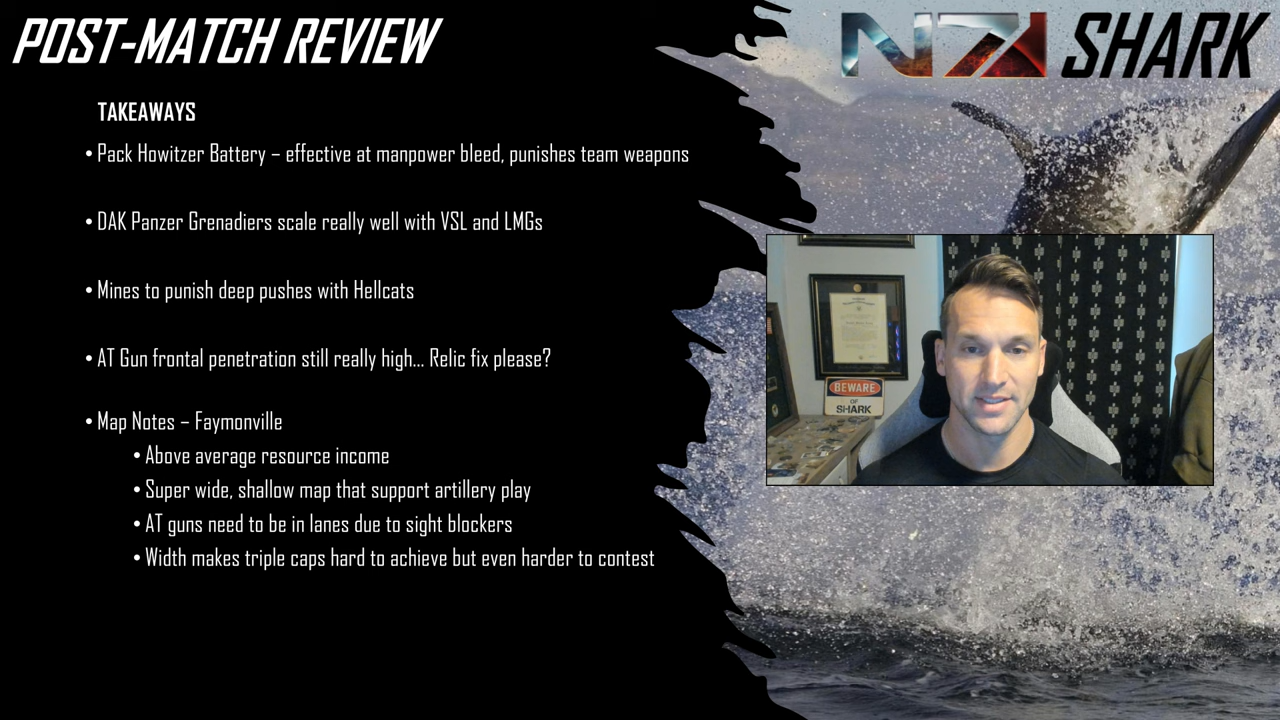 POST-MATCH REVIEW
N7 SHARK
TAKEAWAYS
• Pack Howitzer Battery – effective at manpower bleed, punishes team weapons
• DAK Panzer Grenadiers scale really well with VSL and LMGs
• Mines to punish deep pushes with Hellcats
• AT Gun frontal penetration still really high... Relic fix please?
• Map Notes – Faymonville
• Above average resource income
• Super wide, shallow map that support artillery play
• AT guns need to be in lanes due to sight blockers
• Width makes triple caps hard to achieve but even harder to contest
BEWARE
OF
SHARK